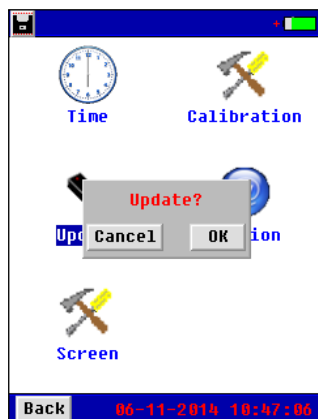 +
Time Calibration
Update?
Cancel OK
Screen
Back 06-11-2014 10:47:06